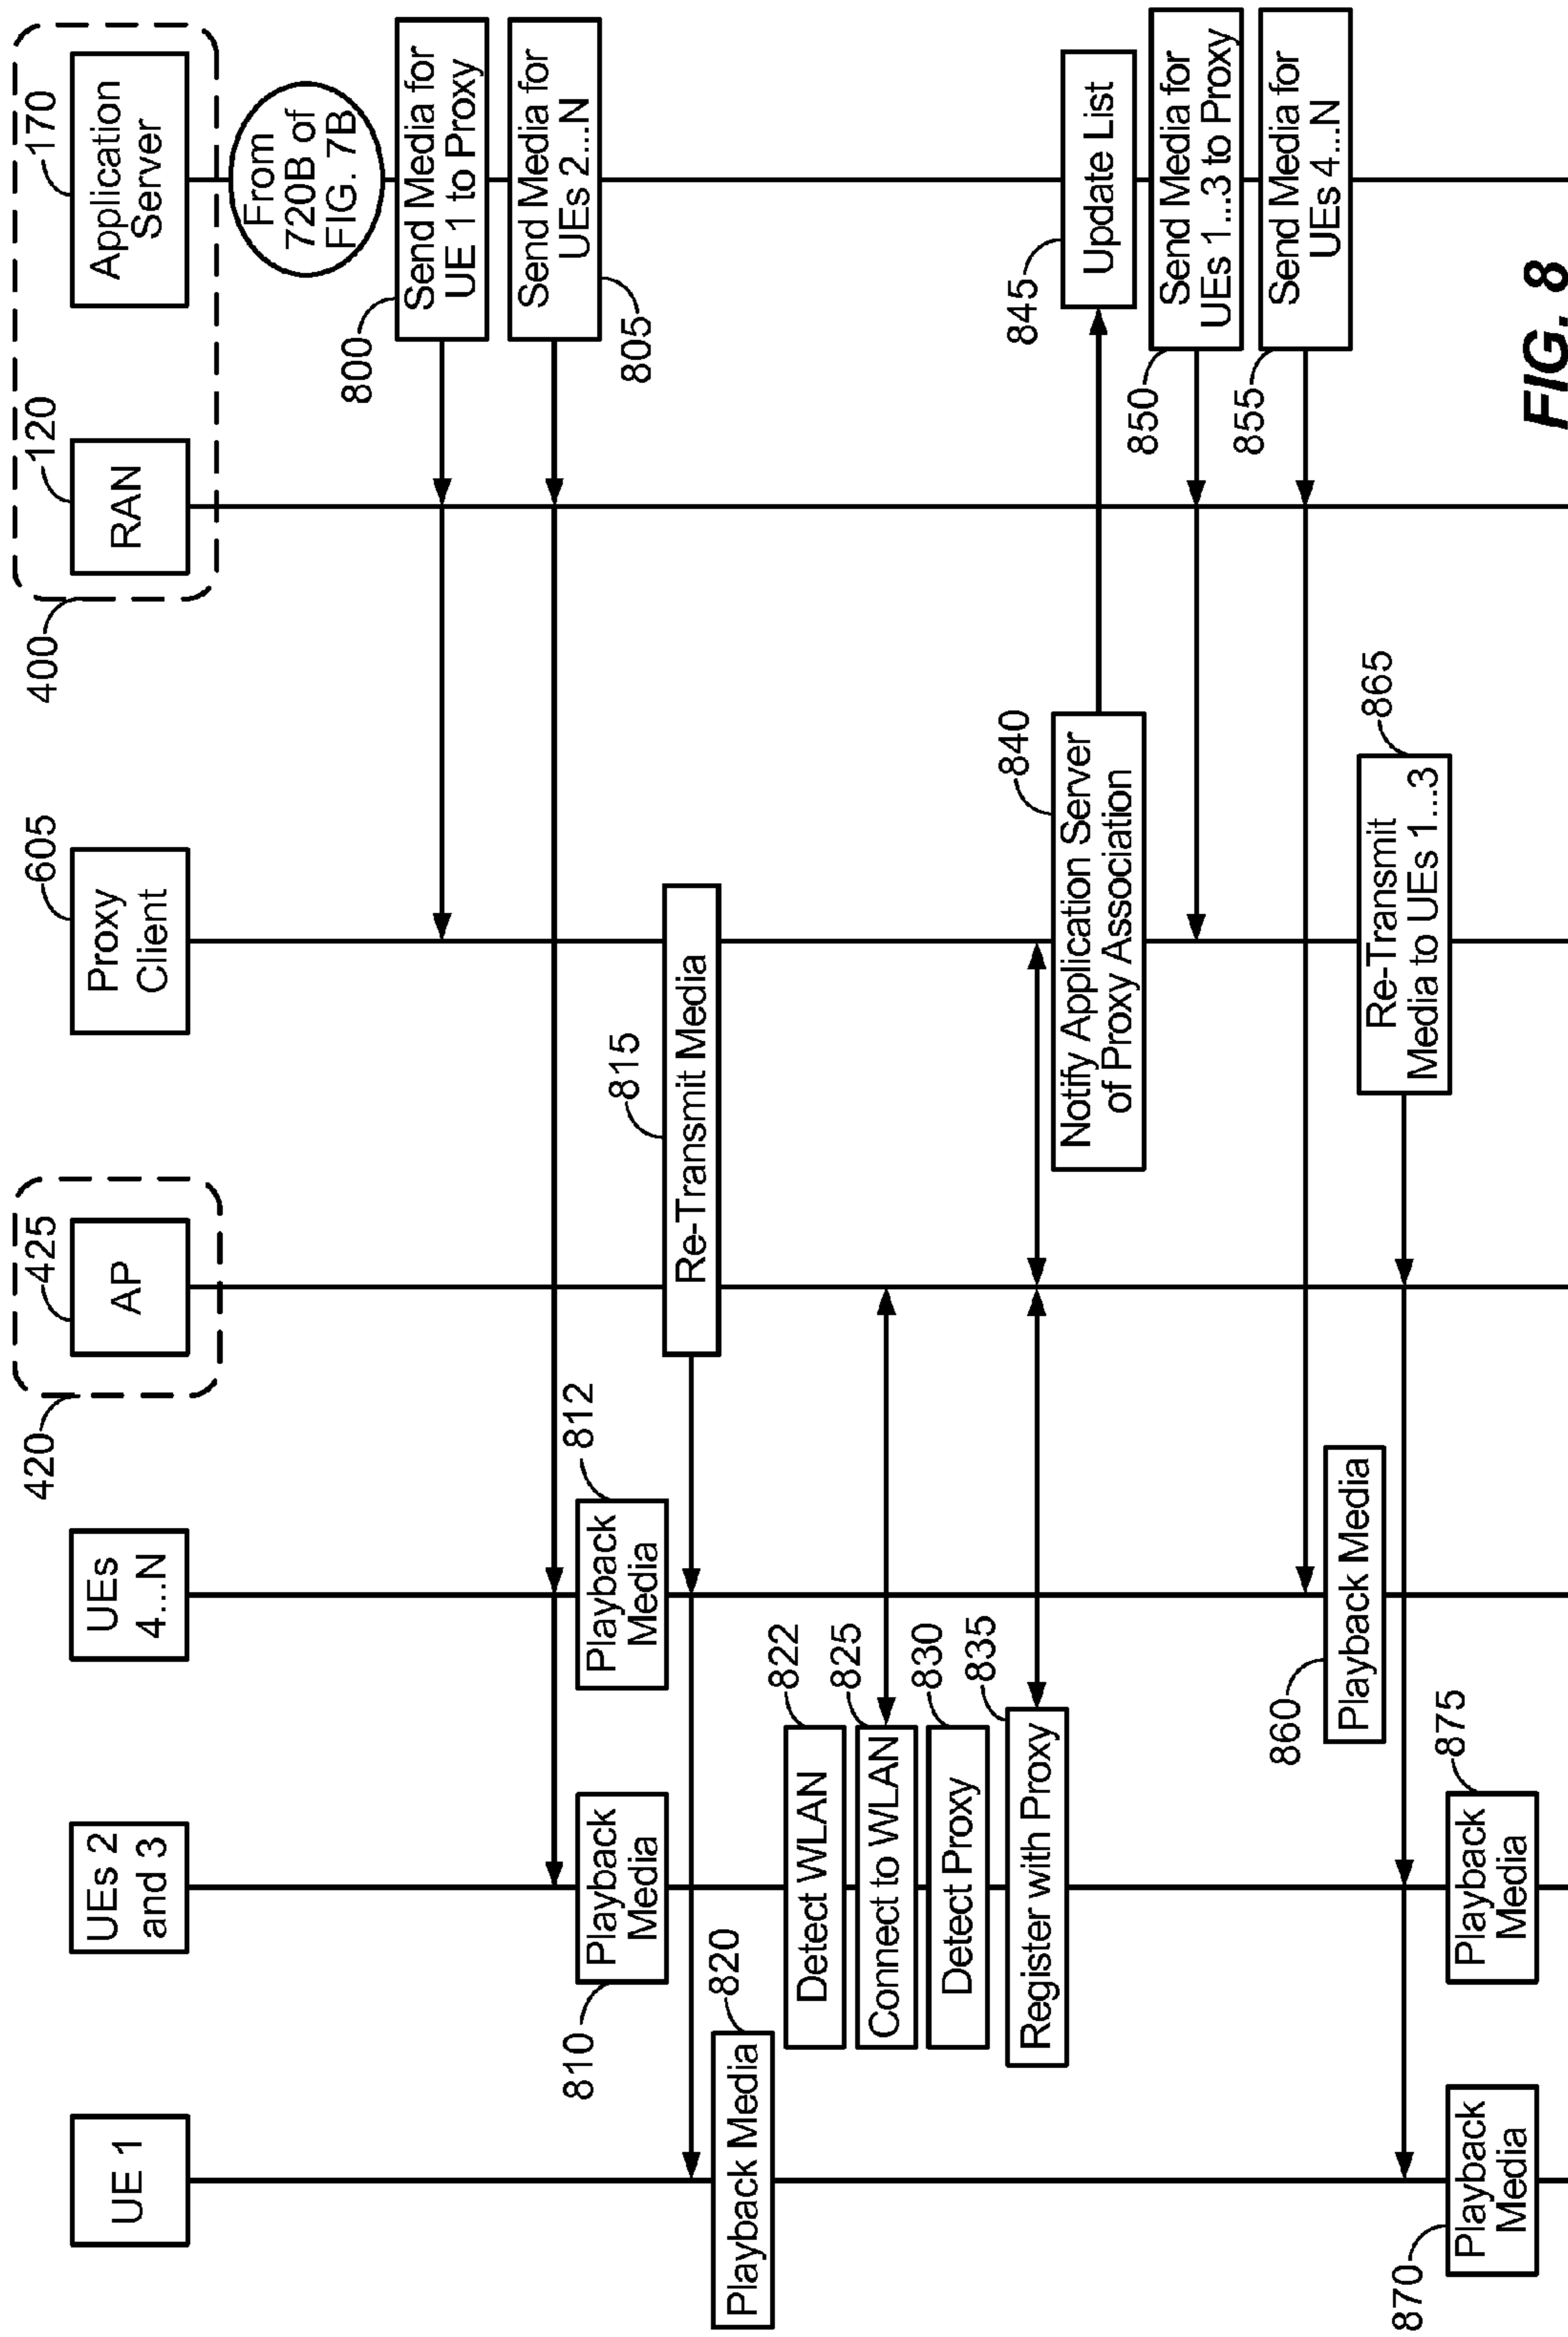 400
120
170
420
425
605
UE 1
UEs 2
and 3
UEs
4...N
AP
Proxy
Client
RAN
Application
Server
From
720B of
FIG. 7B
800
Send Media for
UE 1 to Proxy
805
Send Media for
UEs 2...N
810
Playback
Media
812
Playback
Media
815
Re-Transmit Media
820
Playback Media
822
Detect WLAN
825
Connect to WLAN
830
Detect Proxy
835
Register with Proxy
840
Notify Application Server
of Proxy Association
845
Update List
850
Send Media for
UEs 1...3 to Proxy
855
Send Media for
UEs 4...N
860
Playback Media
865
Re-Transmit
Media to UEs 1...3
870
Playback
Media
875
Playback
Media
FIG. 8